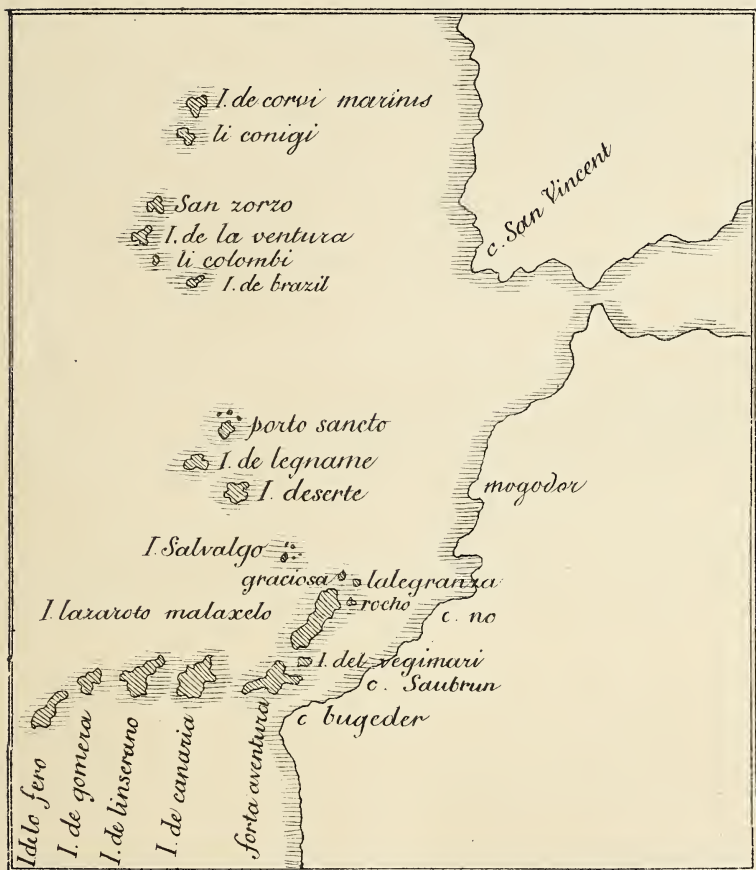 I. de corvi marinis
li conigi
San zorzo
I. de la ventura
li colombi
I. de brazil
c. San Vincent
porto sancto
I. de legname
I. deserte
mogodor
I. Salvalgo
graciosa
lalegranza
rocho
I. lazaroto malaxelo
c. no
I. del vegimari
c. Saubrun
c bugeder
I delo fero
I. de gomera
I. de linserano
I. de canaria
forta aventura